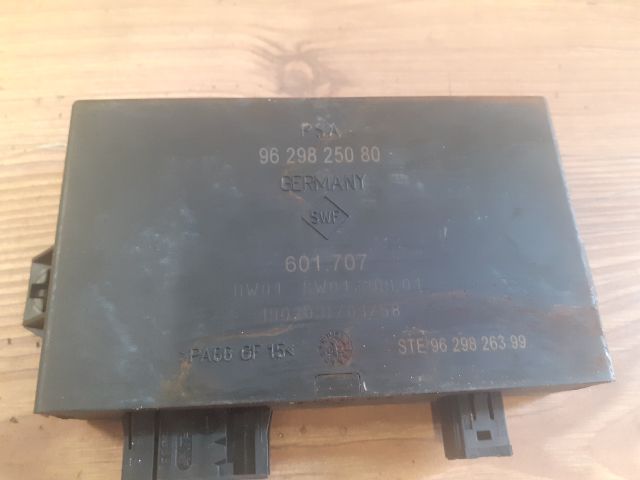 PSA
96 298 250 80
GERMANY
SWF
601.707
>PA66 GF 15<
STE 96 298 263 99